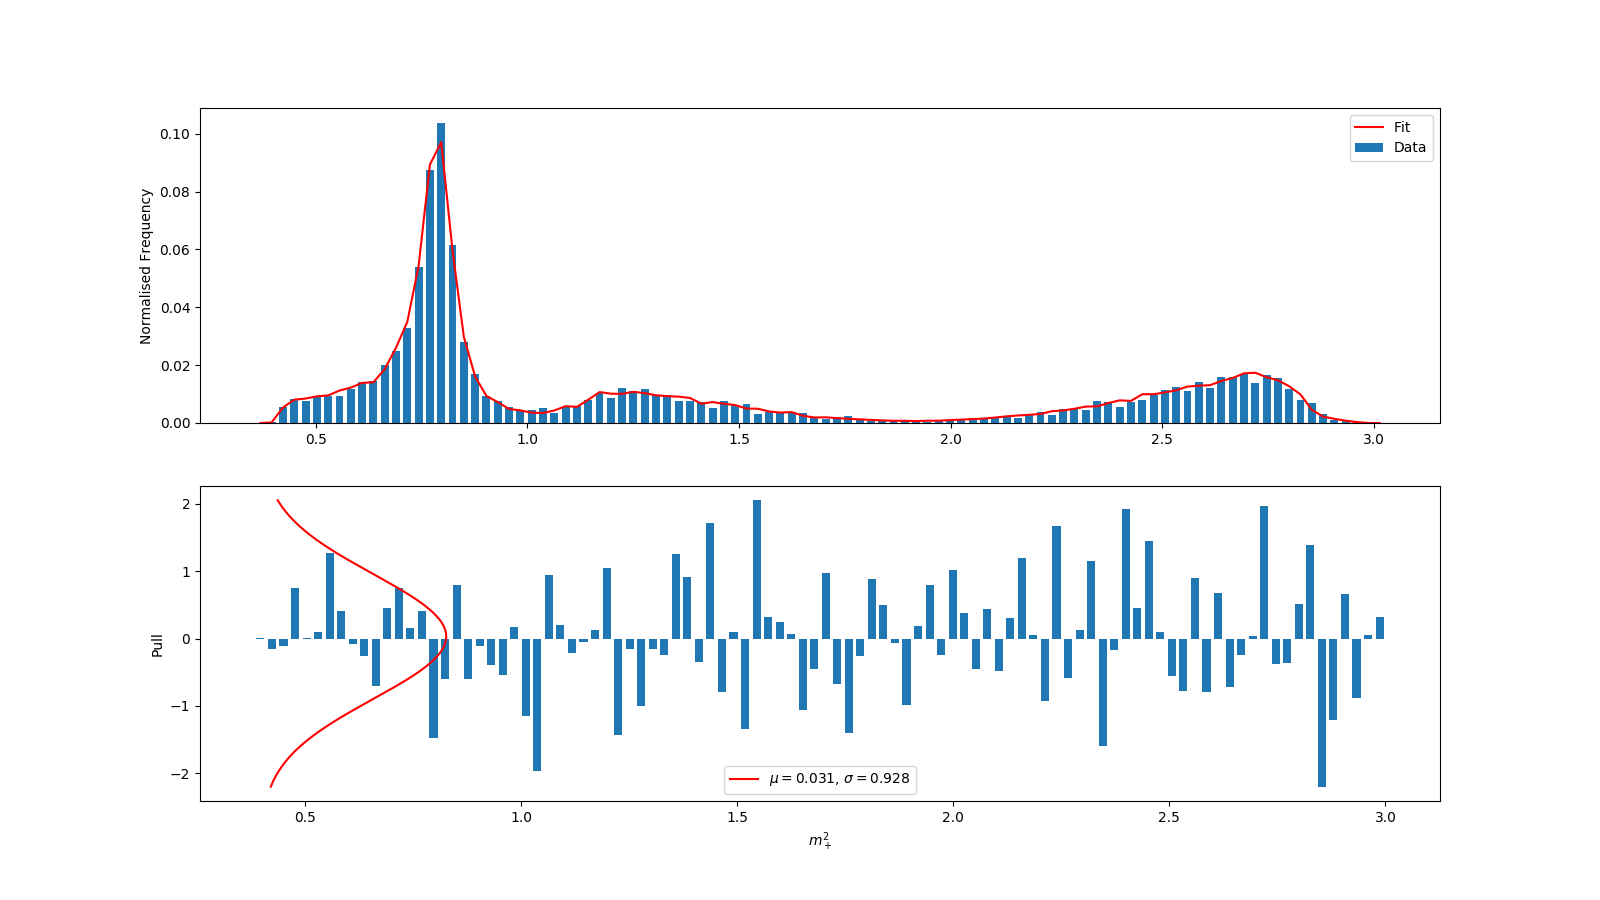 Normalised Frequency
0.10
0.08
0.06
0.04
0.02
0.00
0.5 1.0 1.5 2.0 2.5 3.0
Fit
Data
Pull
2
1
0
−1
−2
μ = 0.031, σ = 0.928
0.5 1.0 1.5 2.0 2.5 3.0
m²₊